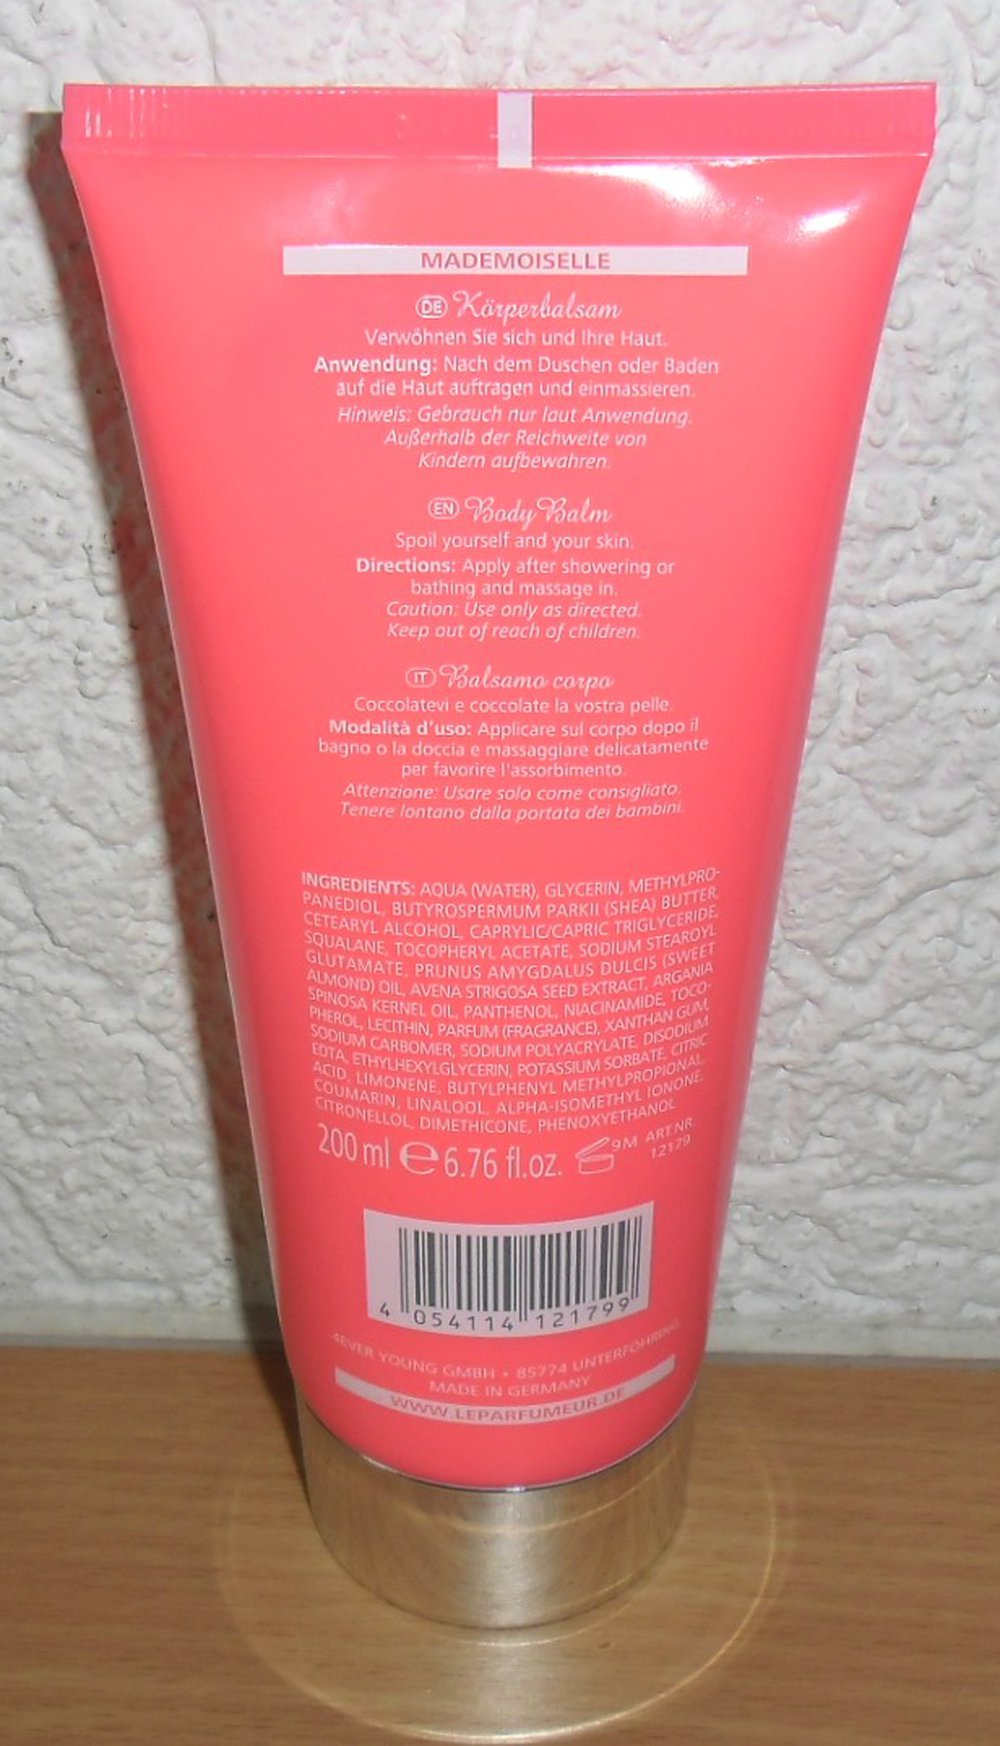 MADEMOISELLE
DE Körperbalsam
Verwöhnen Sie sich und Ihre Haut.
Anwendung: Nach dem Duschen oder Baden
auf die Haut auftragen und einmassieren.
Hinweis: Gebrauch nur laut Anwendung.
Außerhalb der Reichweite von
Kindern aufbewahren.
EN Body Balm
Spoil yourself and your skin.
Directions: Apply after showering or
bathing and massage in.
Caution: Use only as directed.
Keep out of reach of children.
IT Balsamo corpo
Coccolatevi e coccolate la vostra pelle.
Modalità d'uso: Applicare sul corpo dopo il
bagno o la doccia e massaggiare delicatamente
per favorire l'assorbimento.
Attenzione: Usare solo come consigliato.
Tenere lontano dalla portata dei bambini.
INGREDIENTS: AQUA (WATER), GLYCERIN, METHYLPRO-
PANEDIOL, BUTYROSPERMUM PARKII (SHEA) BUTTER,
CETEARYL ALCOHOL, CAPRYLIC/CAPRIC TRIGLYCERIDE,
SQUALANE, TOCOPHERYL ACETATE, SODIUM STEAROYL
GLUTAMATE, PRUNUS AMYGDALUS DULCIS (SWEET
ALMOND) OIL, AVENA STRIGOSA SEED EXTRACT, ARGANIA
SPINOSA KERNEL OIL, PANTHENOL, NIACINAMIDE, TOCO-
PHEROL, LECITHIN, PARFUM (FRAGRANCE), XANTHAN GUM,
SODIUM CARBOMER, SODIUM POLYACRYLATE, DISODIUM
EDTA, ETHYLHEXYLGLYCERIN, POTASSIUM SORBATE, CITRIC
ACID, LIMONENE, BUTYLPHENYL METHYLPROPIONAL,
COUMARIN, LINALOOL, ALPHA-ISOMETHYL IONONE,
CITRONELLOL, DIMETHICONE, PHENOXYETHANOL
200 ml ℮ 6.76 fl.oz. 9M ART.NR.
12179
4 054114 121799
4EVER YOUNG GMBH • 85774 UNTERFÖHRING
MADE IN GERMANY
WWW.LEPARFUMEUR.DE